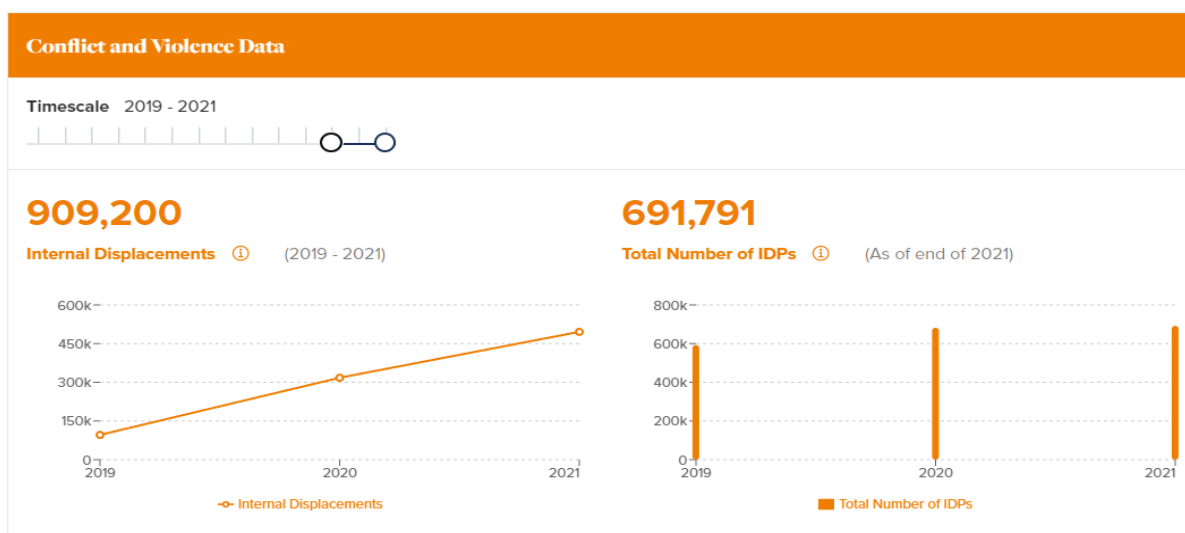 Conflict and Violence Data
Timescale 2019 - 2021
909,200
Internal Displacements (2019 - 2021)
600k
450k
300k
150k
0
2019 2020 2021
Internal Displacements
691,791
Total Number of IDPs (As of end of 2021)
800k
600k
400k
200k
0
2019 2020 2021
Total Number of IDPs